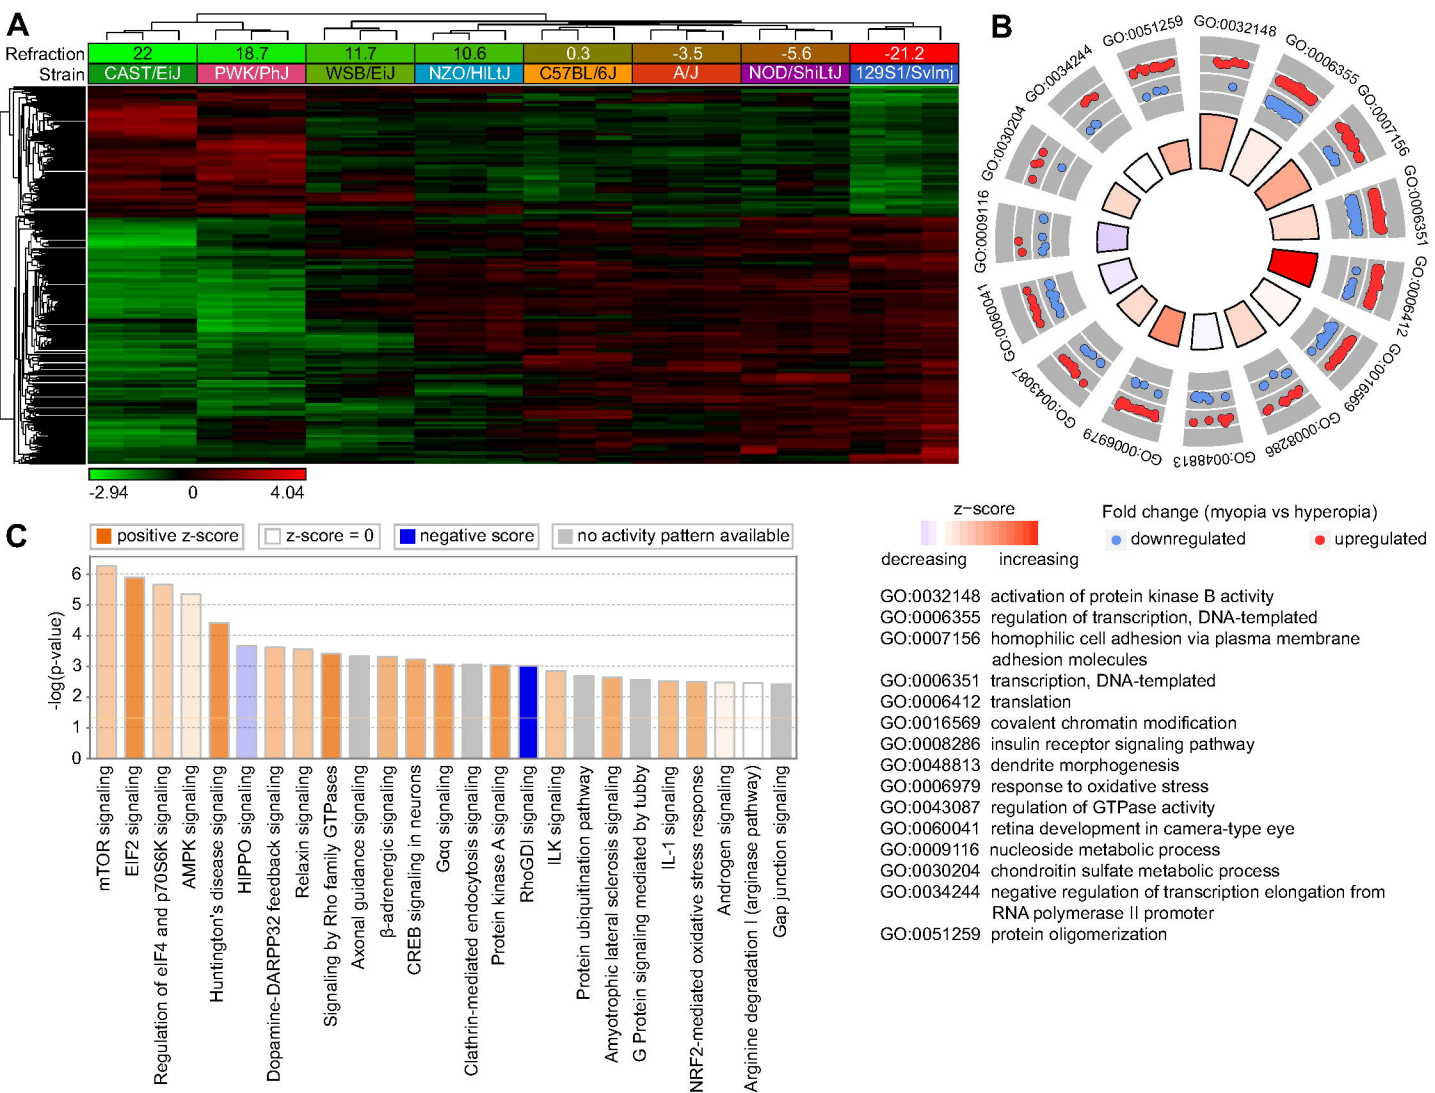 A
Refraction 22 18.7 11.7 10.6 0.3 -3.5 -5.6 -21.2
Strain CAST/EiJ PWK/PhJ WSB/EiJ NZO/HlLtJ C57BL/6J A/J NOD/ShiLtJ 129S1/SvImj
-2.94 0 4.04
B
GO:0032148
GO:0006355
GO:0007156
GO:0006351
GO:0006412
GO:0016569
GO:0008286
GO:0048813
GO:0006979
GO:0043087
GO:0060041
GO:0009116
GO:0030204
GO:0034244
GO:0051259
z-score
decreasing increasing
Fold change (myopia vs hyperopia)
downregulated upregulated
GO:0032148 activation of protein kinase B activity
GO:0006355 regulation of transcription, DNA-templated
GO:0007156 homophilic cell adhesion via plasma membrane
adhesion molecules
GO:0006351 transcription, DNA-templated
GO:0006412 translation
GO:0016569 covalent chromatin modification
GO:0008286 insulin receptor signaling pathway
GO:0048813 dendrite morphogenesis
GO:0006979 response to oxidative stress
GO:0043087 regulation of GTPase activity
GO:0060041 retina development in camera-type eye
GO:0009116 nucleoside metabolic process
GO:0030204 chondroitin sulfate metabolic process
GO:0034244 negative regulation of transcription elongation from
RNA polymerase II promoter
GO:0051259 protein oligomerization
C
positive z-score z-score = 0 negative score no activity pattern available
-log(p-value)
6
5
4
3
2
1
0
mTOR signaling
EIF2 signaling
Regulation of eIF4 and p70S6K signaling
AMPK signaling
Huntington's disease signaling
HIPPO signaling
Dopamine-DARPP32 feedback signaling
Relaxin signaling
Signaling by Rho family GTPases
Axonal guidance signaling
β-adrenergic signaling
CREB signaling in neurons
Gαq signaling
Clathrin-mediated endocytosis signaling
Protein kinase A signaling
RhoGDI signaling
ILK signaling
Protein ubiquitination pathway
Amyotrophic lateral sclerosis signaling
G Protein signaling mediated by tubby
IL-1 signaling
NRF2-mediated oxidative stress response
Androgen signaling
Arginine degradation I (arginase pathway)
Gap junction signaling